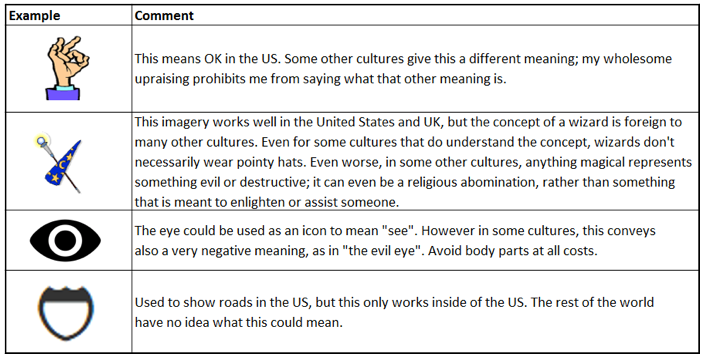 Example
Comment
This means OK in the US. Some other cultures give this a different meaning; my wholesome
upraising prohibits me from saying what that other meaning is.
This imagery works well in the United States and UK, but the concept of a wizard is foreign to
many other cultures. Even for some cultures that do understand the concept, wizards don't
necessarily wear pointy hats. Even worse, in some other cultures, anything magical represents
something evil or destructive; it can even be a religious abomination, rather than something
that is meant to enlighten or assist someone.
The eye could be used as an icon to mean "see". However in some cultures, this conveys
also a very negative meaning, as in "the evil eye". Avoid body parts at all costs.
Used to show roads in the US, but this only works inside of the US. The rest of the world
have no idea what this could mean.